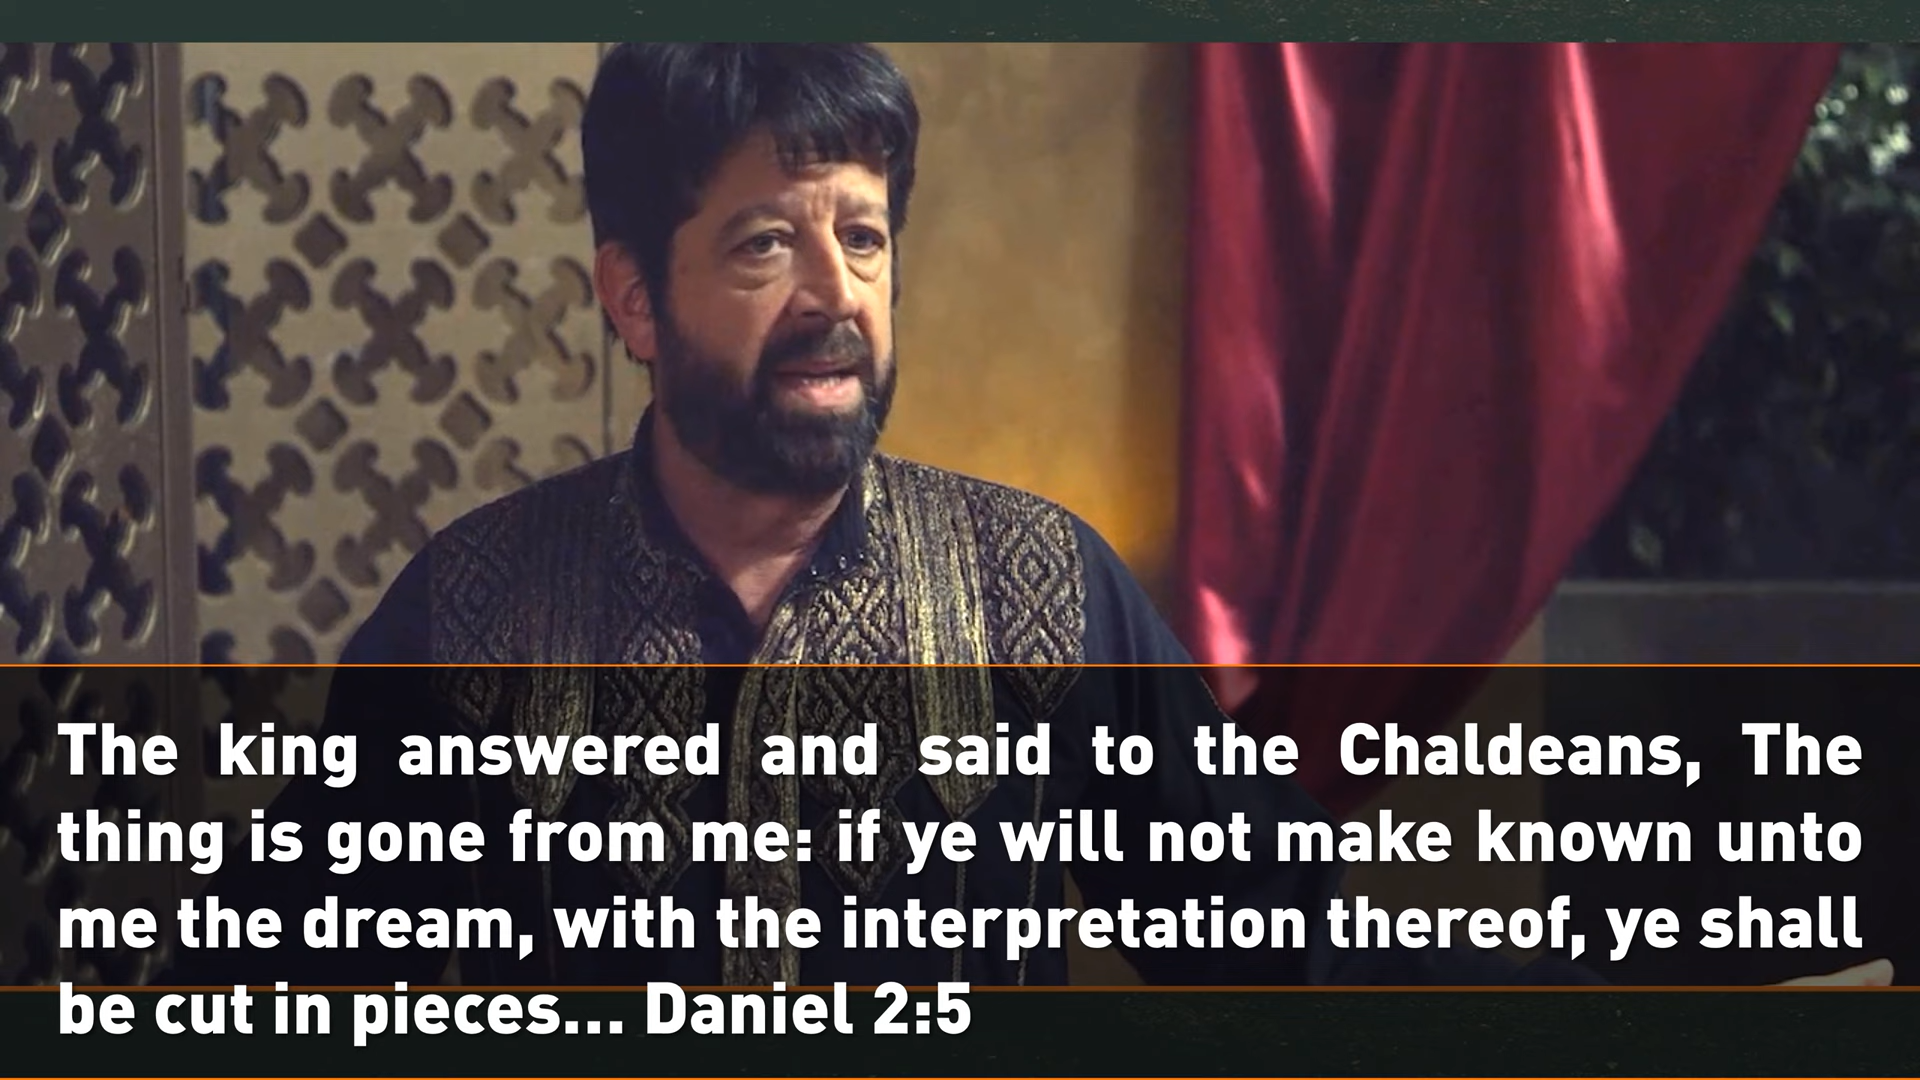 The king answered and said to the Chaldeans, The
thing is gone from me: if ye will not make known unto
me the dream, with the interpretation thereof, ye shall
be cut in pieces... Daniel 2:5